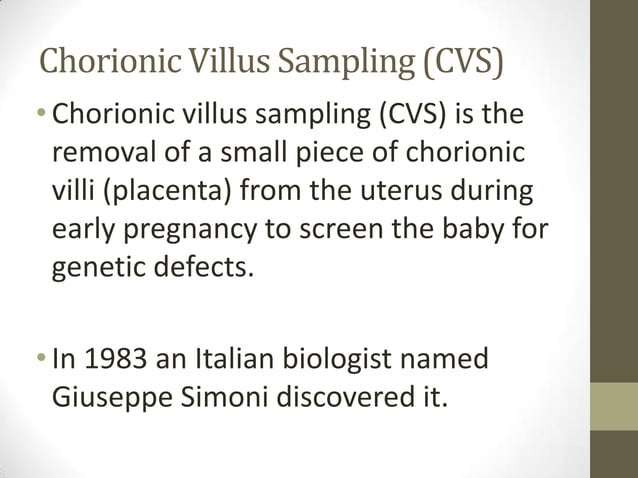 Chorionic Villus Sampling (CVS)
• Chorionic villus sampling (CVS) is the
removal of a small piece of chorionic
villi (placenta) from the uterus during
early pregnancy to screen the baby for
genetic defects.
• In 1983 an Italian biologist named
Giuseppe Simoni discovered it.